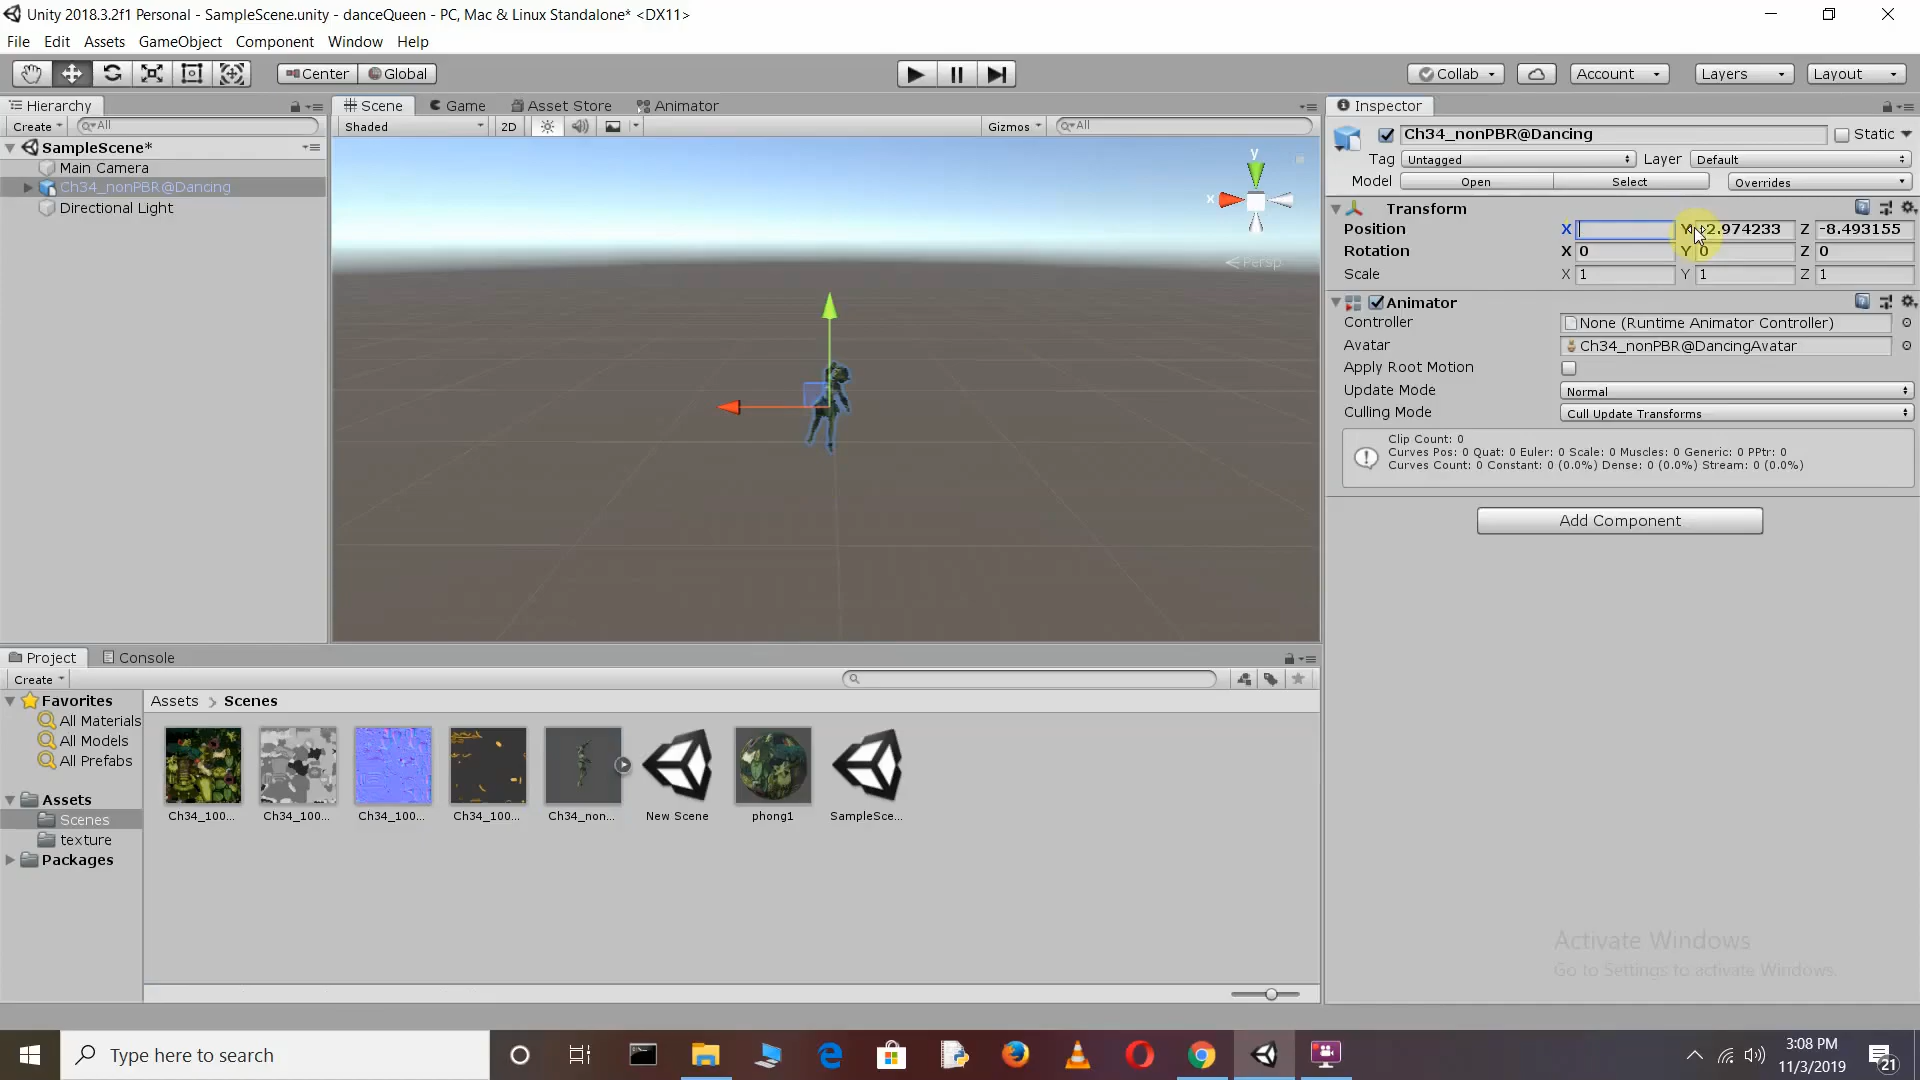 Unity 2018.3.2f1 Personal - SampleScene.unity - danceQueen - PC, Mac & Linux Standalone* <DX11>
File Edit Assets GameObject Component Window Help
Center Global Collab Account Layers Layout
Hierarchy
Create All
SampleScene*
Main Camera
Ch34_nonPBR@Dancing
Directional Light
Scene Game Asset Store Animator
Shaded 2D Gizmos All
y
x
Persp
Inspector
Ch34_nonPBR@Dancing Static
Tag Untagged Layer Default
Model Open Select Overrides
Transform
Position X Y -2.974233 Z -8.493155
Rotation X 0 Y 0 Z 0
Scale X 1 Y 1 Z 1
Animator
Controller None (Runtime Animator Controller)
Avatar Ch34_nonPBR@DancingAvatar
Apply Root Motion
Update Mode Normal
Culling Mode Cull Update Transforms
Clip Count: 0
Curves Pos: 0 Quat: 0 Euler: 0 Scale: 0 Muscles: 0 Generic: 0 PPtr: 0
Curves Count: 0 Constant: 0 (0.0%) Dense: 0 (0.0%) Stream: 0 (0.0%)
Add Component
Project Console
Create
Favorites
All Materials
All Models
All Prefabs
Assets
Scenes
texture
Packages
Assets Scenes
Ch34_100... Ch34_100... Ch34_100... Ch34_100... Ch34_non... New Scene phong1 SampleSce...
Activate Windows
Go to Settings to activate Windows.
Type here to search
3:08 PM
11/3/2019
21